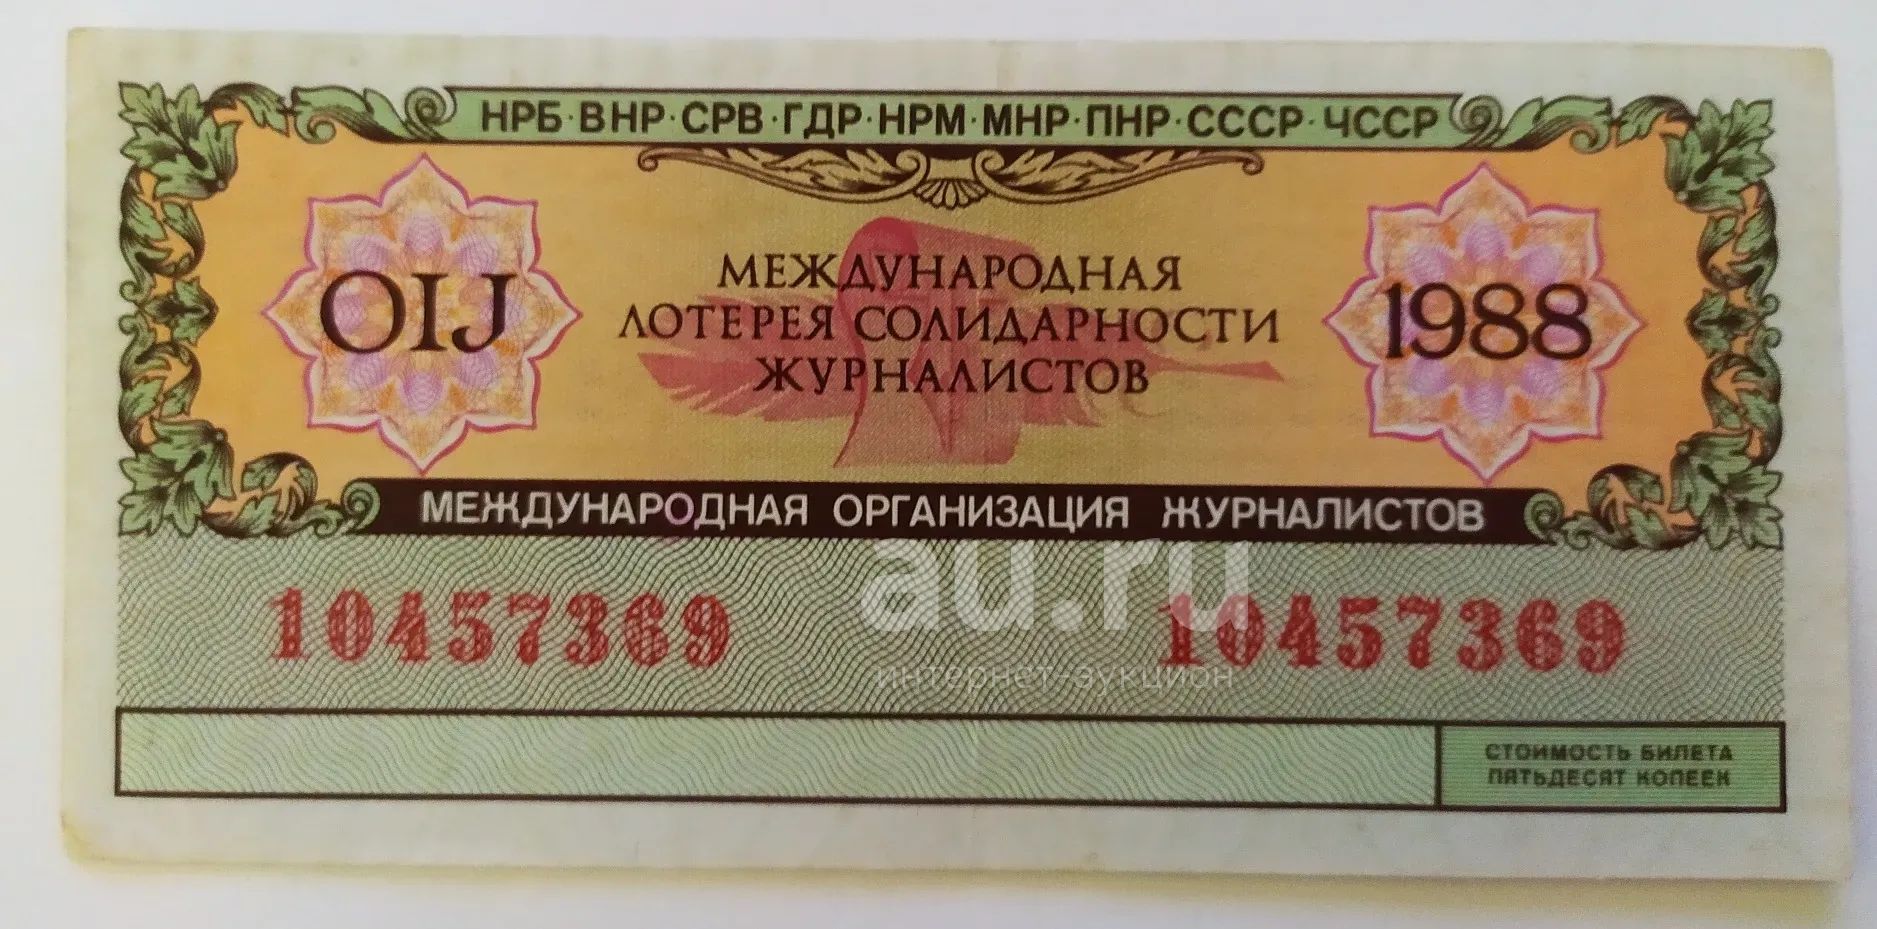 НРБ·ВНР·СРВ·ГДР·НРМ·МНР·ПНР·СССР·ЧССР
OIJ
МЕЖДУНАРОДНАЯ
ЛОТЕРЕЯ СОЛИДАРНОСТИ
ЖУРНАЛИСТОВ
1988
МЕЖДУНАРОДНАЯ ОРГАНИЗАЦИЯ ЖУРНАЛИСТОВ
au.ru
интернет-аукцион
10457369 10457369
СТОИМОСТЬ БИЛЕТА
ПЯТЬДЕСЯТ КОПЕЕК